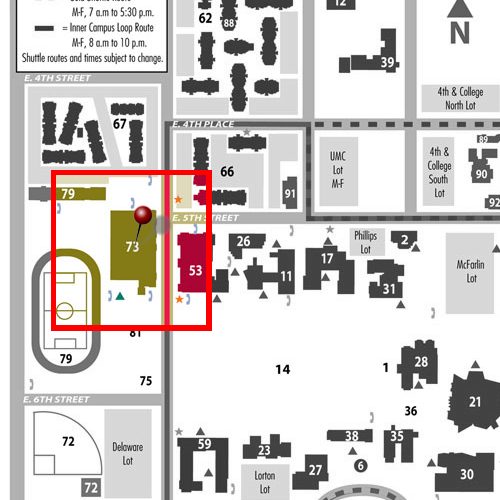 M-F, 7 a.m to 5:30 p.m.
= Inner Campus Loop Route
M-F, 8 a.m to 10 p.m.
Shuttle routes and times subject to change.
62
88
12
39
N
4th & College
North Lot
E. 4TH STREET
67
E. 4TH PLACE
66
91
UMC
Lot
M-F
4th &
College
South
Lot
89
90
92
79
73
E. 5TH STREET
53
26
11
17
Phillips
Lot
2
31
McFarlin
Lot
79
81
75
14
1
28
36
21
E. 6TH STREET
72
72
Delaware
Lot
59
23
Lorton
Lot
27
38
6
35
30